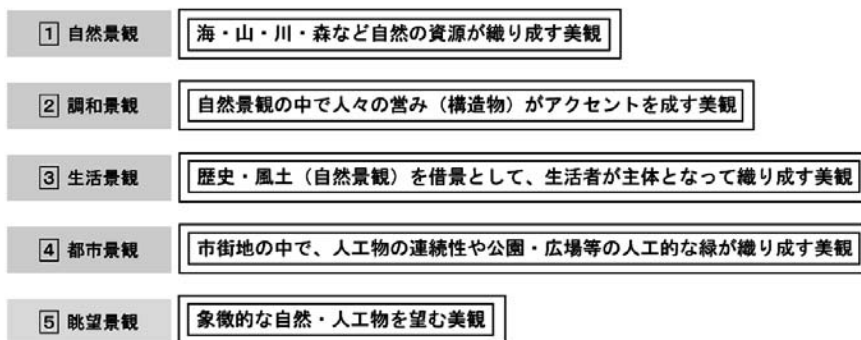 1 自然景観 海・山・川・森など自然の資源が織り成す美観
2 調和景観 自然景観の中で人々の営み（構造物）がアクセントを成す美観
3 生活景観 歴史・風土（自然景観）を借景として、生活者が主体となって織り成す美観
4 都市景観 市街地の中で、人工物の連続性や公園・広場等の人工的な緑が織り成す美観
5 眺望景観 象徴的な自然・人工物を望む美観